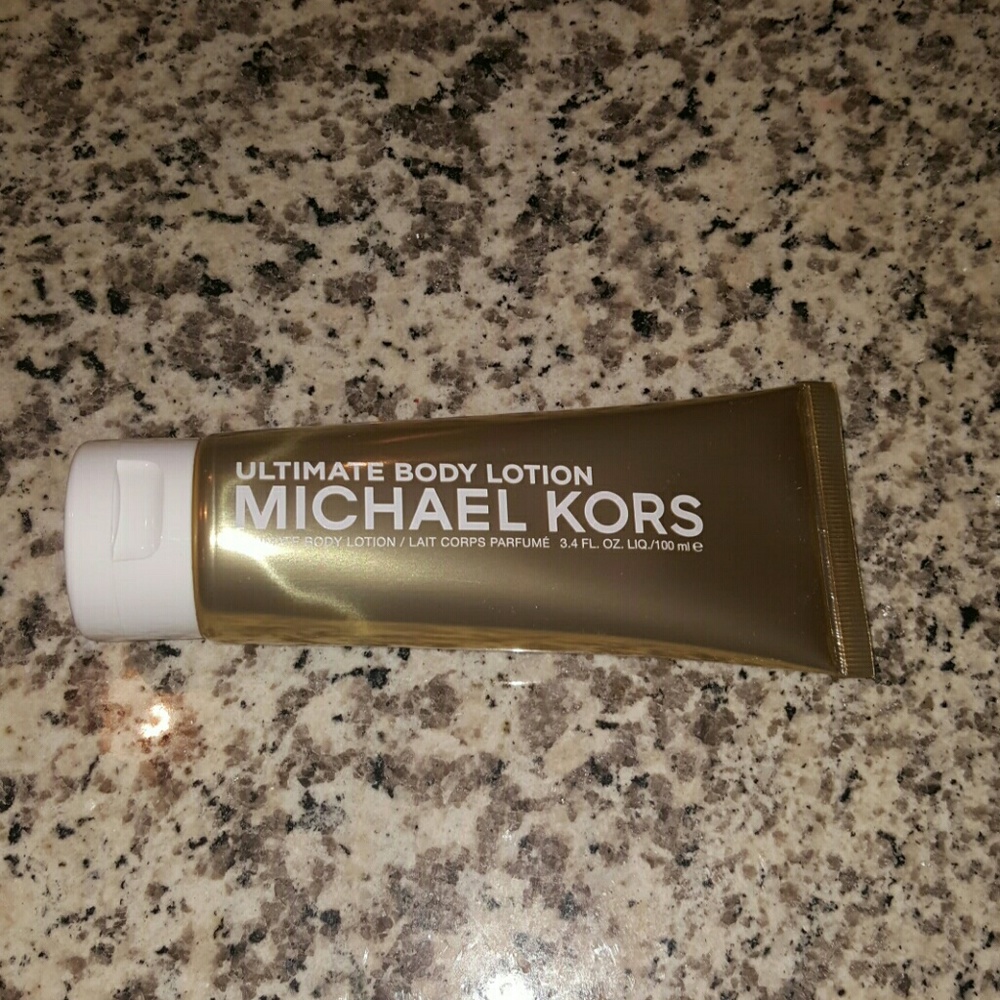 ULTIMATE BODY LOTION
MICHAEL KORS
BODY LOTION / LAIT CORPS PARFUMÉ 3.4 FL. OZ. LIQ./100 ml ℮